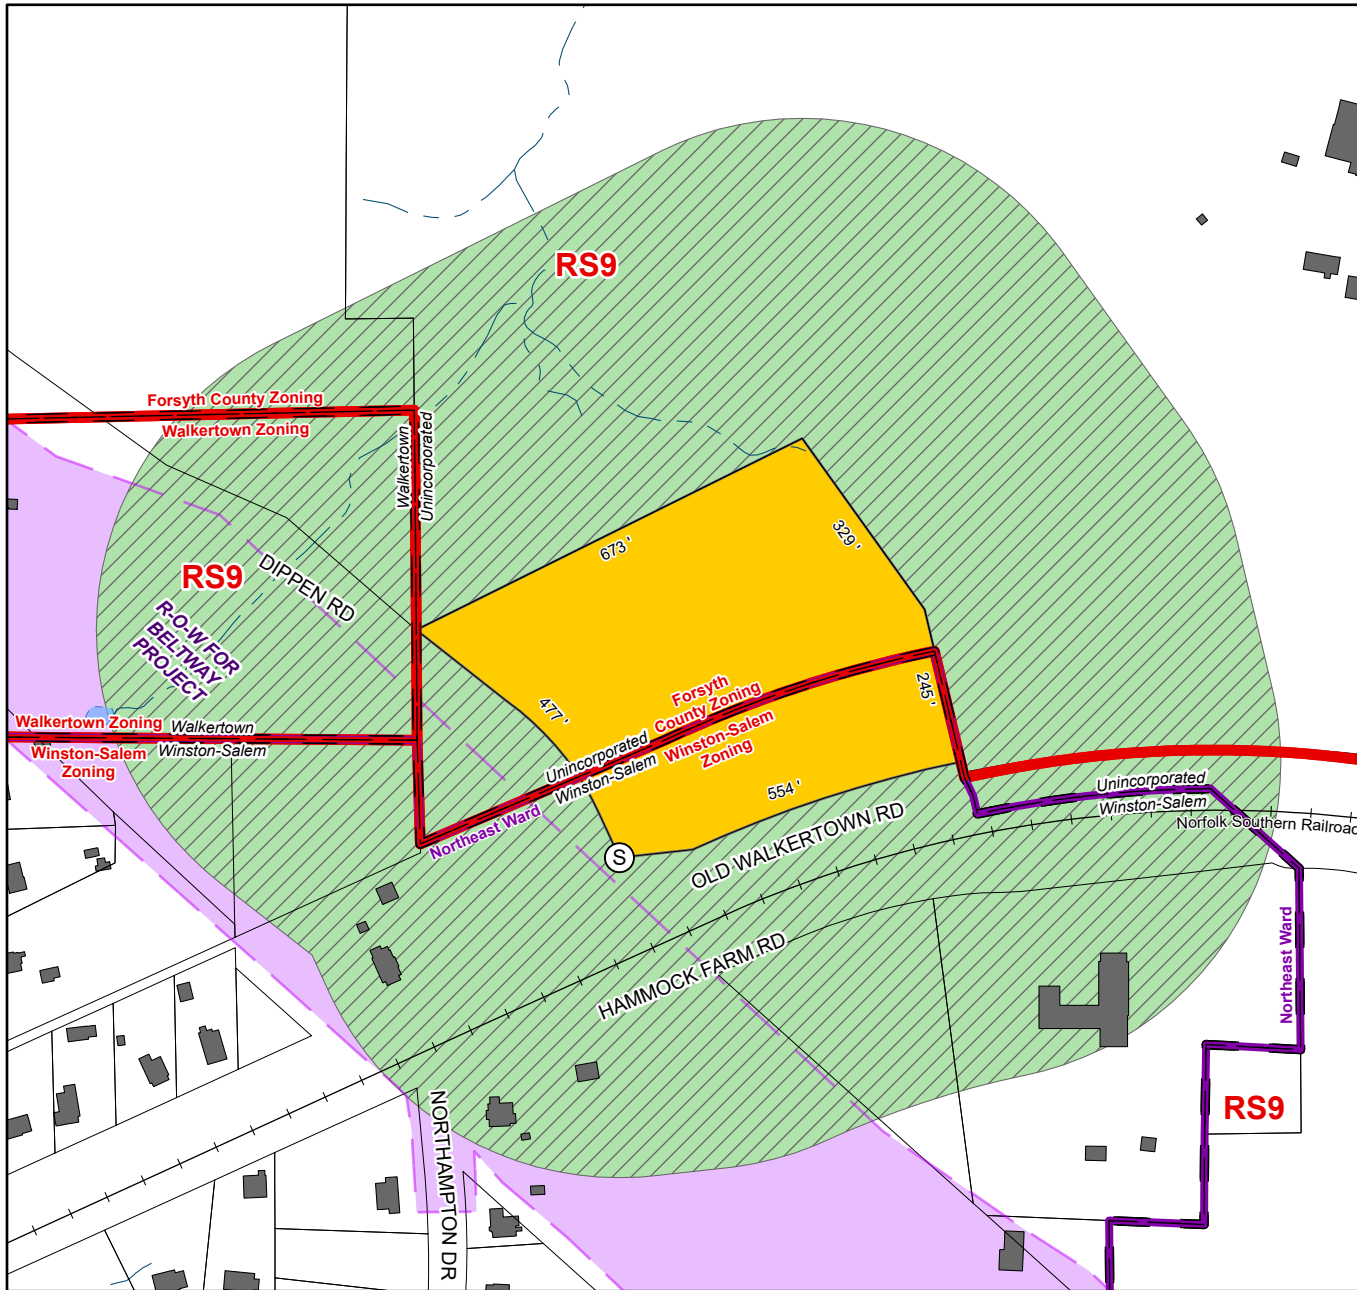 RS9
Forsyth County Zoning
Walkertown Zoning
Walkertown
Unincorporated
673 '
329 '
RS9
DIPPEN RD
R-O-W FOR
BELTWAY
PROJECT
477 '
245 '
Forsyth
County Zoning
Winston-Salem
Zoning
Walkertown Zoning
Walkertown
Winston-Salem
Winston-Salem
Zoning
Unincorporated
Winston-Salem
554 '
Northeast Ward
Unincorporated
Winston-Salem
Norfolk Southern Railroad
S
OLD WALKERTOWN RD
HAMMOCK FARM RD
Northeast Ward
NORTHAMPTON DR
RS9